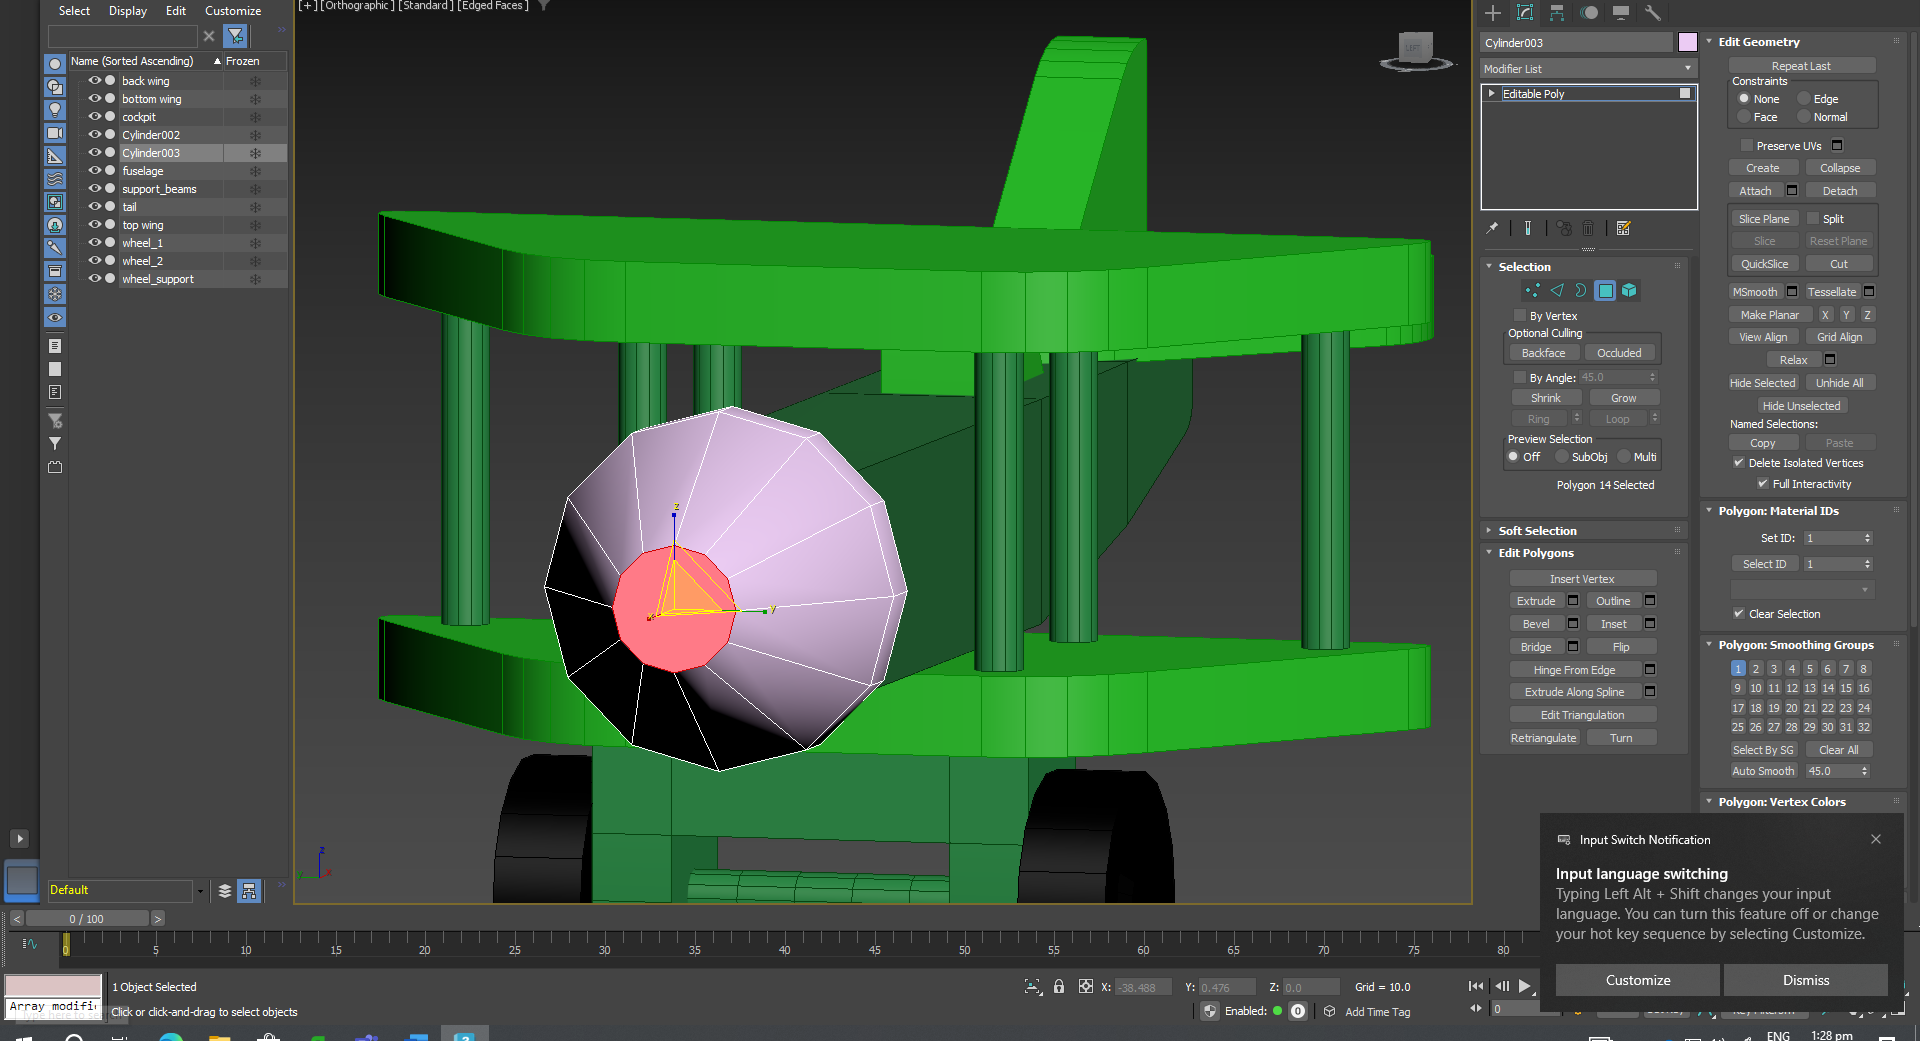 Select Display Edit Customize
[+] [Orthographic] [Standard] [Edged Faces]
Name (Sorted Ascending) Frozen
back wing
bottom wing
cockpit
Cylinder002
Cylinder003
fuselage
support_beams
tail
top wing
wheel_1
wheel_2
wheel_support
Default
0 / 100
0 5 10 15 20 25 30 35 40 45 50 55 60 65 70 75 80
z
y
x
z
y
x
LEFT
Cylinder003
Modifier List
Editable Poly
Selection
By Vertex
Optional Culling
Backface Occluded
By Angle: 45.0
Shrink Grow
Ring Loop
Preview Selection
Off SubObj Multi
Polygon 14 Selected
Soft Selection
Edit Polygons
Insert Vertex
Extrude Outline
Bevel Inset
Bridge Flip
Hinge From Edge
Extrude Along Spline
Edit Triangulation
Retriangulate Turn
Edit Geometry
Repeat Last
Constraints
None Edge
Face Normal
Preserve UVs
Create Collapse
Attach Detach
Slice Plane Split
Slice Reset Plane
QuickSlice Cut
MSmooth Tessellate
Make Planar X Y Z
View Align Grid Align
Relax
Hide Selected Unhide All
Hide Unselected
Named Selections:
Copy Paste
Delete Isolated Vertices
Full Interactivity
Polygon: Material IDs
Set ID: 1
Select ID 1
Clear Selection
Polygon: Smoothing Groups
1 2 3 4 5 6 7 8
9 10 11 12 13 14 15 16
17 18 19 20 21 22 23 24
25 26 27 28 29 30 31 32
Select By SG Clear All
Auto Smooth 45.0
Polygon: Vertex Colors
Input Switch Notification
Input language switching
Typing Left Alt + Shift changes your input
language. You can turn this feature off or change
your hot key sequence by selecting Customize.
Customize Dismiss
1 Object Selected
X: -38.488 Y: 0.476 Z: 0.0 Grid = 10.0
Array modifi
Click or click-and-drag to select objects
Enabled: 0 Add Time Tag
0
ENG 1:28 pm